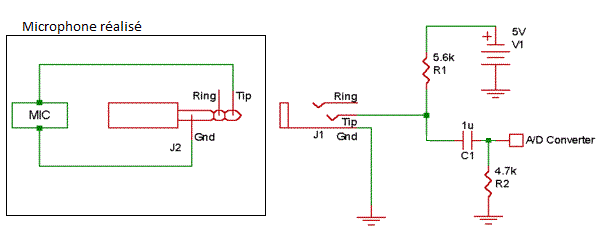 Microphone réalisé
MIC
Ring
Tip
Gnd
J2
Ring
Tip
Gnd
J1
5.6k
R1
5V
V1
1u
C1
A/D Converter
4.7k
R2